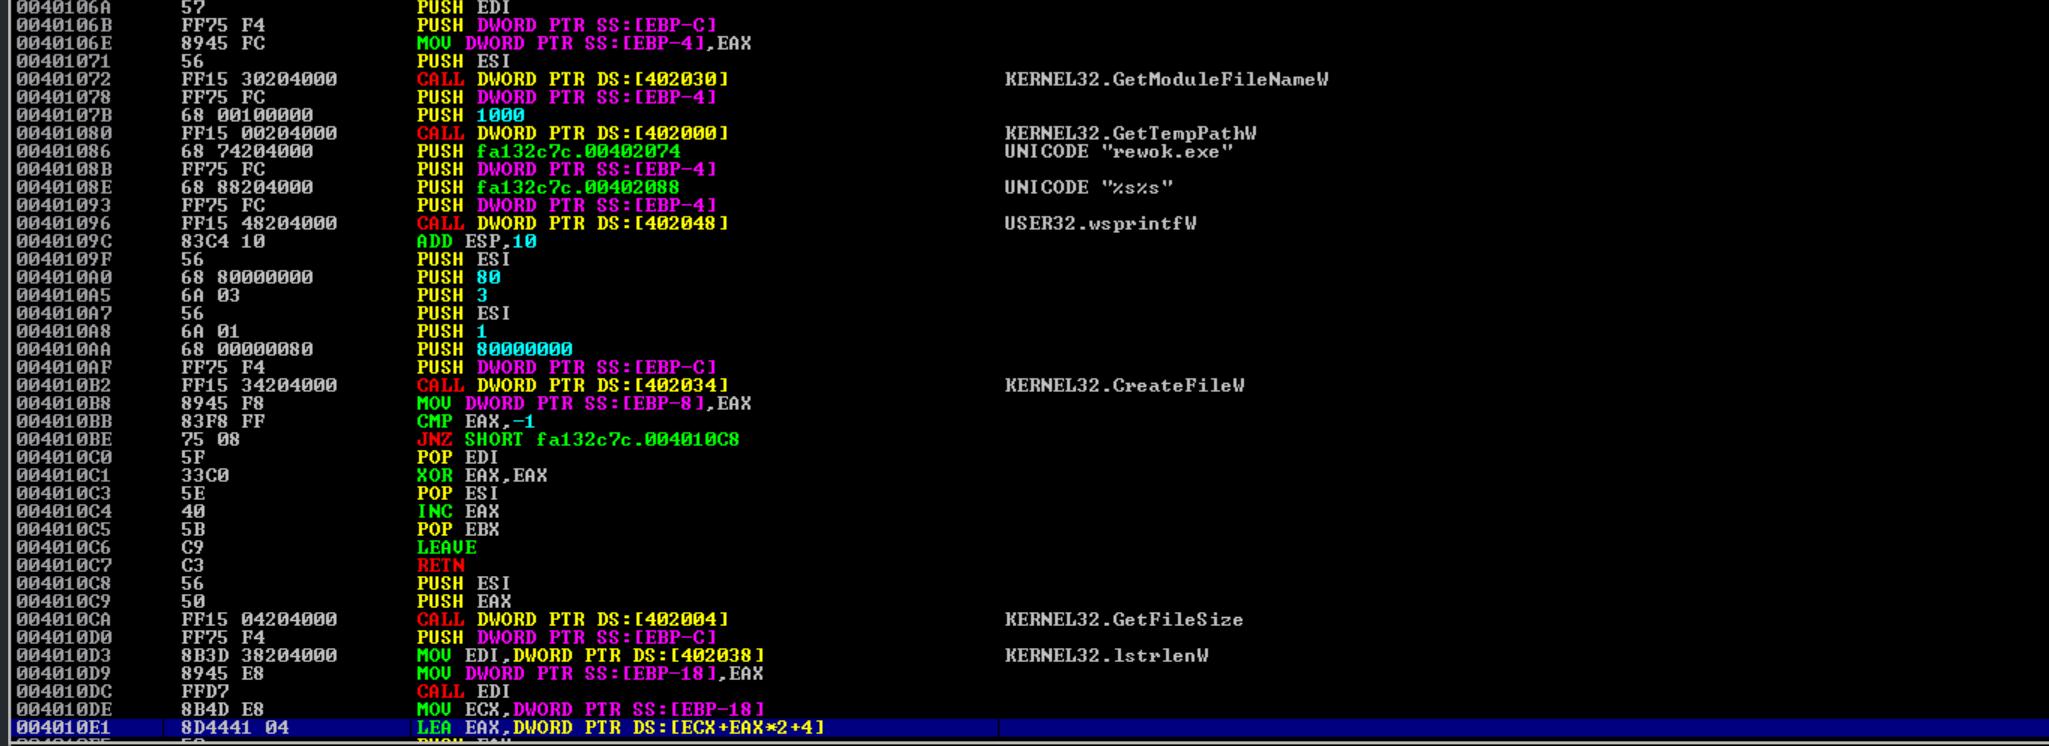 0040106A 57 PUSH EDI
0040106B FF75 F4 PUSH DWORD PTR SS:[EBP-C]
0040106E 8945 FC MOV DWORD PTR SS:[EBP-4],EAX
00401071 56 PUSH ESI
00401072 FF15 30204000 CALL DWORD PTR DS:[402030] KERNEL32.GetModuleFileNameW
00401078 FF75 FC PUSH DWORD PTR SS:[EBP-4]
0040107B 68 00100000 PUSH 1000
00401080 FF15 00204000 CALL DWORD PTR DS:[402000] KERNEL32.GetTempPathW
00401086 68 74204000 PUSH fa132c7c.00402074 UNICODE "rewok.exe"
0040108B FF75 FC PUSH DWORD PTR SS:[EBP-4]
0040108E 68 88204000 PUSH fa132c7c.00402088 UNICODE "%s%s"
00401093 FF75 FC PUSH DWORD PTR SS:[EBP-4]
00401096 FF15 48204000 CALL DWORD PTR DS:[402048] USER32.wsprintfW
0040109C 83C4 10 ADD ESP,10
0040109F 56 PUSH ESI
004010A0 68 80000000 PUSH 80
004010A5 6A 03 PUSH 3
004010A7 56 PUSH ESI
004010A8 6A 01 PUSH 1
004010AA 68 00000080 PUSH 80000000
004010AF FF75 F4 PUSH DWORD PTR SS:[EBP-C]
004010B2 FF15 34204000 CALL DWORD PTR DS:[402034] KERNEL32.CreateFileW
004010B8 8945 F8 MOV DWORD PTR SS:[EBP-8],EAX
004010BB 83F8 FF CMP EAX,-1
004010BE 75 08 JNZ SHORT fa132c7c.004010C8
004010C0 5F POP EDI
004010C1 33C0 XOR EAX,EAX
004010C3 5E POP ESI
004010C4 40 INC EAX
004010C5 5B POP EBX
004010C6 C9 LEAVE
004010C7 C3 RETN
004010C8 56 PUSH ESI
004010C9 50 PUSH EAX
004010CA FF15 04204000 CALL DWORD PTR DS:[402004] KERNEL32.GetFileSize
004010D0 FF75 F4 PUSH DWORD PTR SS:[EBP-C]
004010D3 8B3D 38204000 MOV EDI,DWORD PTR DS:[402038] KERNEL32.lstrlenW
004010D9 8945 E8 MOV DWORD PTR SS:[EBP-18],EAX
004010DC FFD7 CALL EDI
004010DE 8B4D E8 MOV ECX,DWORD PTR SS:[EBP-18]
004010E1 8D4441 04 LEA EAX,DWORD PTR DS:[ECX+EAX*2+4]